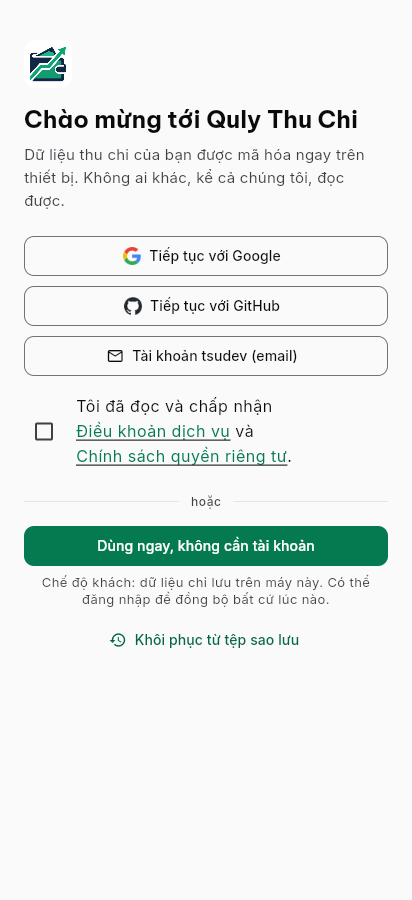 Chào mừng tới Quly Thu Chi
Dữ liệu thu chi của bạn được mã hóa ngay trên
thiết bị. Không ai khác, kể cả chúng tôi, đọc
được.
Tiếp tục với Google
Tiếp tục với GitHub
Tài khoản tsudev (email)
Tôi đã đọc và chấp nhận
Điều khoản dịch vụ và
Chính sách quyền riêng tư.
hoặc
Dùng ngay, không cần tài khoản
Chế độ khách: dữ liệu chỉ lưu trên máy này. Có thể
đăng nhập để đồng bộ bất cứ lúc nào.
Khôi phục từ tệp sao lưu